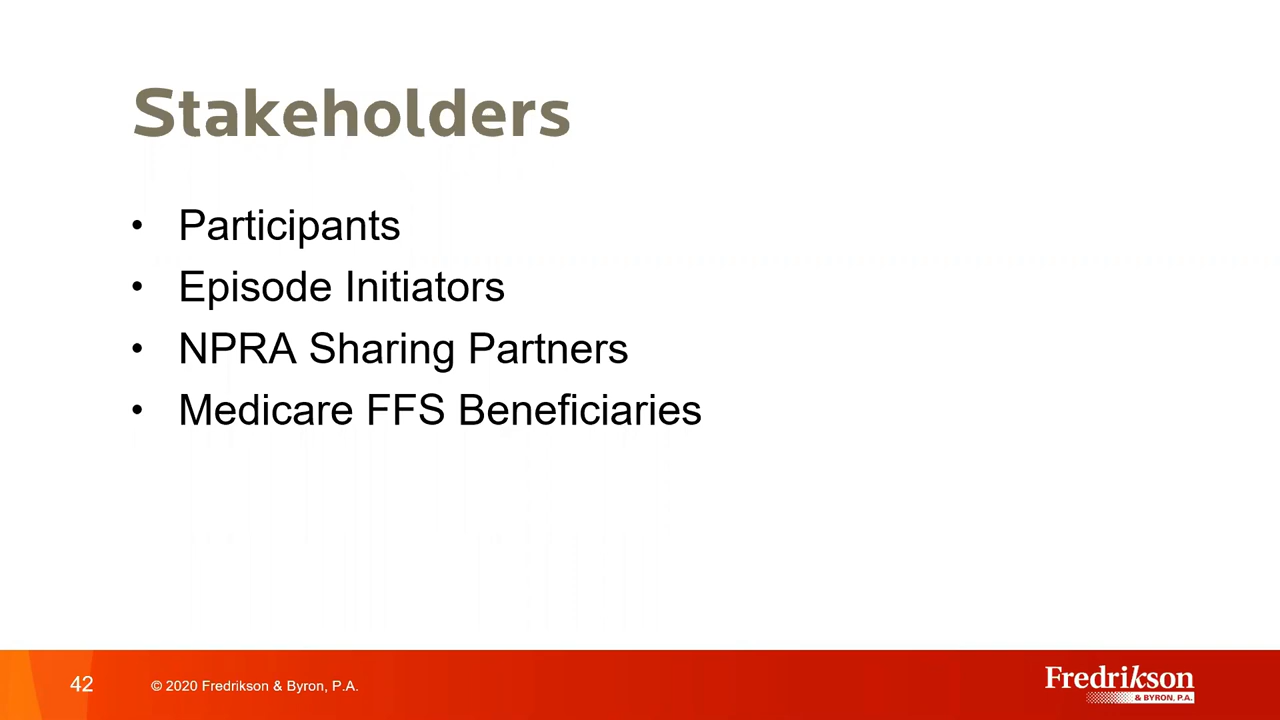 Stakeholders
• Participants
• Episode Initiators
• NPRA Sharing Partners
• Medicare FFS Beneficiaries
42
© 2020 Fredrikson & Byron, P.A.
Fredrikson
& BYRON, P.A.